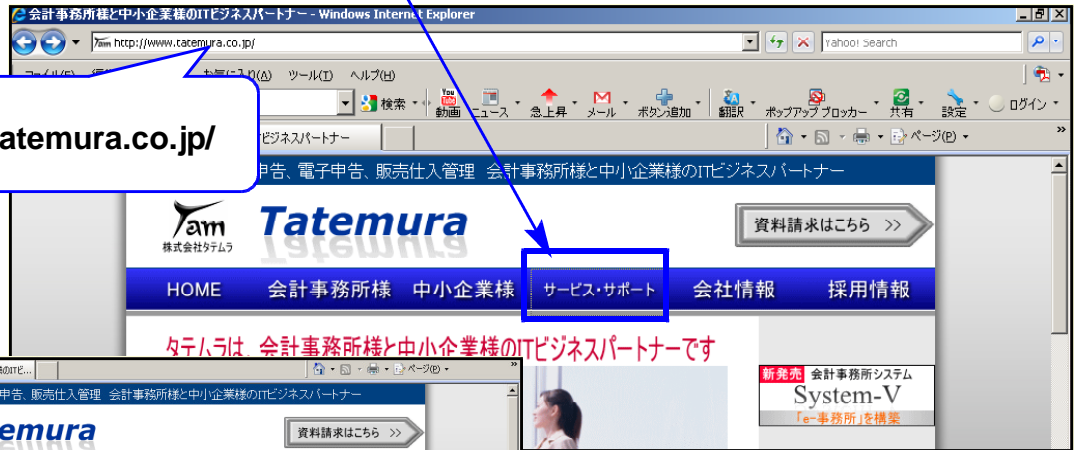 会計事務所様と中小企業様のITビジネスパートナー - Windows Internet Explorer
http://www.tatemura.co.jp/
Yahoo! Search
お気に入り(A) ツール(T) ヘルプ(H)
検索 動画 ニュース 急上昇 メール ボタン追加 翻訳 ポップアップブロッカー 共有 設定 ログイン
atemura.co.jp/
ビジネスパートナー
ページ(P)
申告、電子申告、販売仕入管理 会計事務所様と中小企業様のITビジネスパートナー
Tam
株式会社タテムラ
Tatemura
資料請求はこちら >>
HOME 会計事務所様 中小企業様 サービス・サポート 会社情報 採用情報
タテムラは、会計事務所様と中小企業様のITビジネスパートナーです
新発売 会計事務所システム
System-V
「e-事務所」を構築
ページ(P)
申告、販売仕入管理 会計事務所様と中小企業様のITビジネスパートナー
emura
資料請求はこちら >>